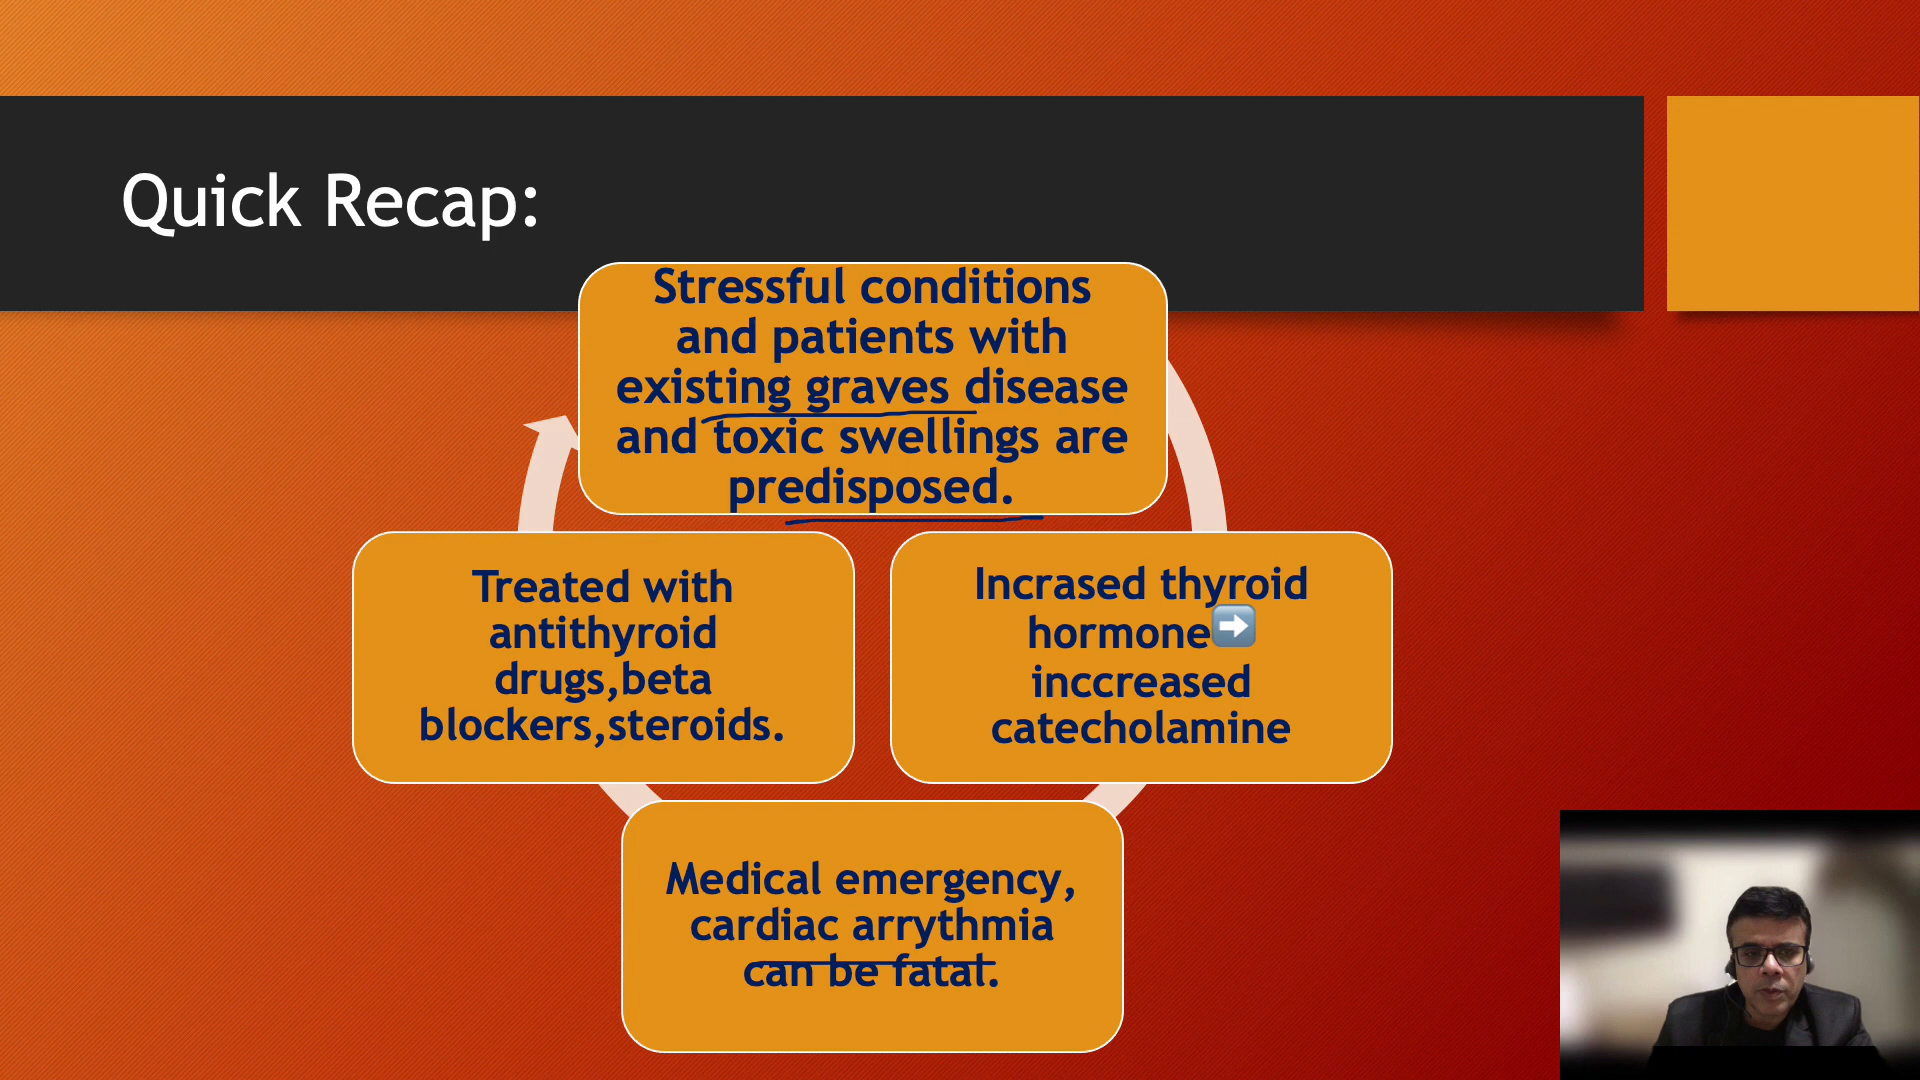 Quick Recap:
Stressful conditions
and patients with
existing graves disease
and toxic swellings are
predisposed.
Incrased thyroid
hormone➡️
inccreased
catecholamine
Medical emergency,
cardiac arrythmia
can be fatal.
Treated with
antithyroid
drugs,beta
blockers,steroids.